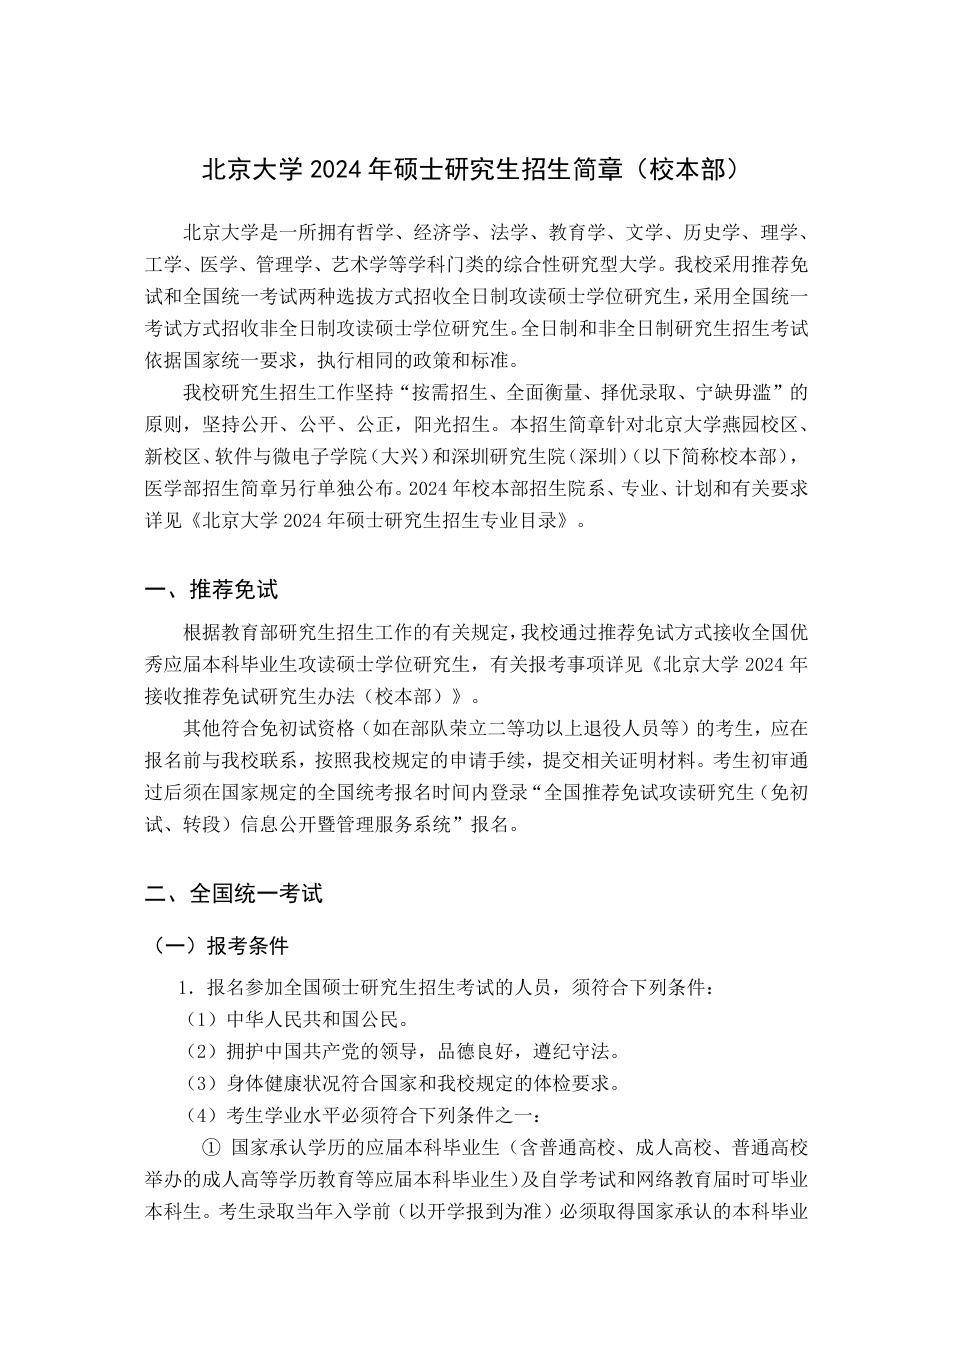 北京大学 2024 年硕士研究生招生简章（校本部）
北京大学是一所拥有哲学、经济学、法学、教育学、文学、历史学、理学、
工学、医学、管理学、艺术学等学科门类的综合性研究型大学。我校采用推荐免
试和全国统一考试两种选拔方式招收全日制攻读硕士学位研究生，采用全国统一
考试方式招收非全日制攻读硕士学位研究生。全日制和非全日制研究生招生考试
依据国家统一要求，执行相同的政策和标准。
我校研究生招生工作坚持“按需招生、全面衡量、择优录取、宁缺毋滥”的
原则，坚持公开、公平、公正，阳光招生。本招生简章针对北京大学燕园校区、
新校区、软件与微电子学院（大兴）和深圳研究生院（深圳）（以下简称校本部），
医学部招生简章另行单独公布。2024 年校本部招生院系、专业、计划和有关要求
详见《北京大学 2024 年硕士研究生招生专业目录》。
一、推荐免试
根据教育部研究生招生工作的有关规定，我校通过推荐免试方式接收全国优
秀应届本科毕业生攻读硕士学位研究生，有关报考事项详见《北京大学 2024 年
接收推荐免试研究生办法（校本部）》。
其他符合免初试资格（如在部队荣立二等功以上退役人员等）的考生，应在
报名前与我校联系，按照我校规定的申请手续，提交相关证明材料。考生初审通
过后须在国家规定的全国统考报名时间内登录“全国推荐免试攻读研究生（免初
试、转段）信息公开暨管理服务系统”报名。
二、全国统一考试
（一）报考条件
1．报名参加全国硕士研究生招生考试的人员，须符合下列条件：
（1）中华人民共和国公民。
（2）拥护中国共产党的领导，品德良好，遵纪守法。
（3）身体健康状况符合国家和我校规定的体检要求。
（4）考生学业水平必须符合下列条件之一：
① 国家承认学历的应届本科毕业生（含普通高校、成人高校、普通高校
举办的成人高等学历教育等应届本科毕业生）及自学考试和网络教育届时可毕业
本科生。考生录取当年入学前（以开学报到为准）必须取得国家承认的本科毕业